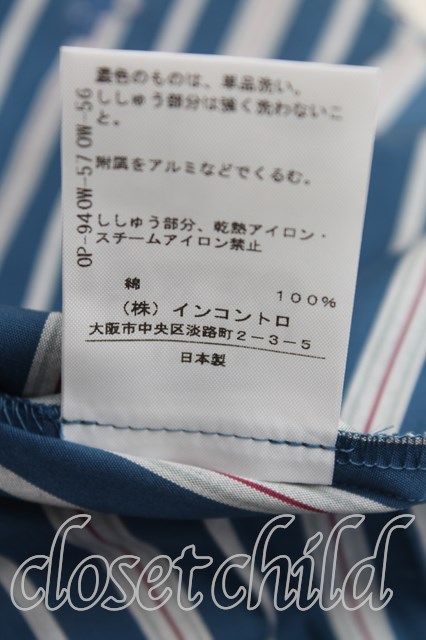 濃色のものは、単品洗い。
ししゅう部分は強く洗わないこ
と。
附属をアルミなどでくるむ。
ししゅう部分、乾熱アイロン・
スチームアイロン禁止
綿 100%
(株) インコントロ
大阪市中央区淡路町2-3-5
日本製
OP-94OW-57OW-56
closetchild